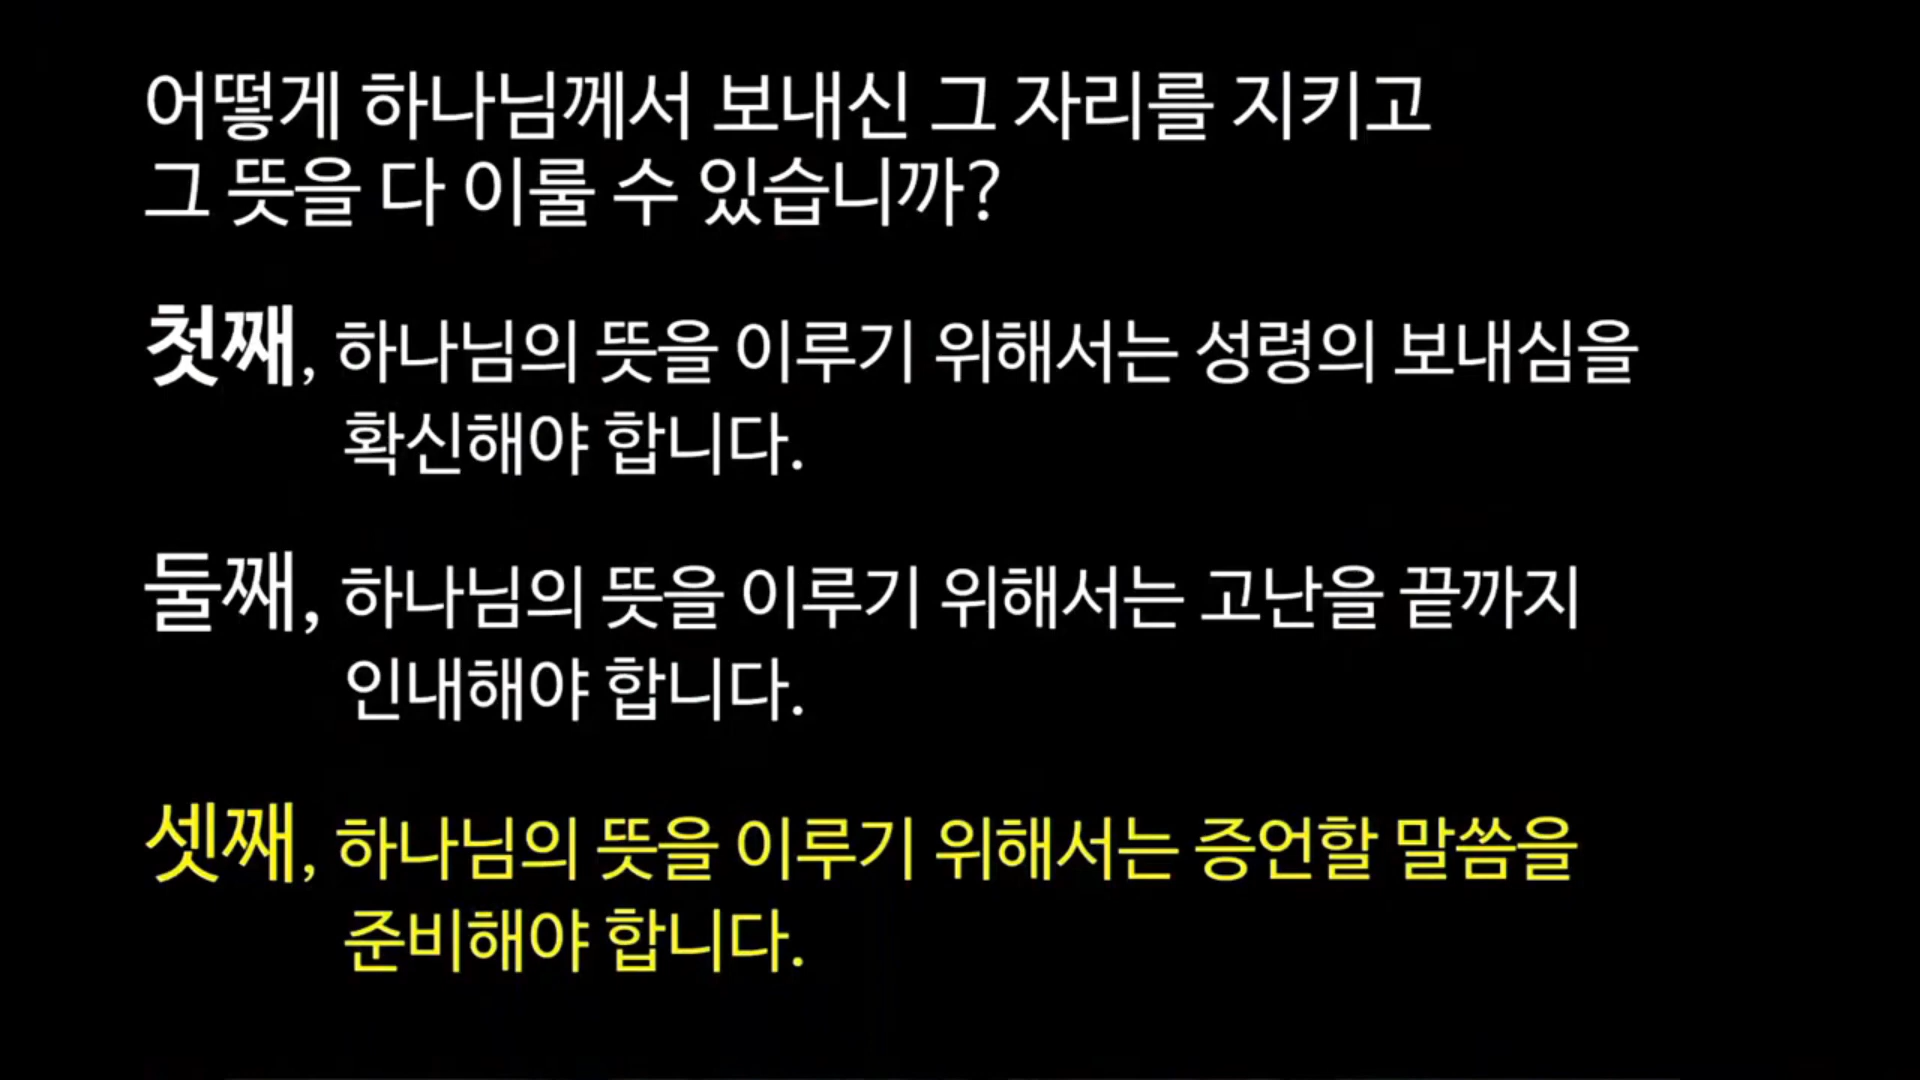 어떻게 하나님께서 보내신 그 자리를 지키고
그 뜻을 다 이룰 수 있습니까?
첫째, 하나님의 뜻을 이루기 위해서는 성령의 보내심을
확신해야 합니다.
둘째, 하나님의 뜻을 이루기 위해서는 고난을 끝까지
인내해야 합니다.
셋째, 하나님의 뜻을 이루기 위해서는 증언할 말씀을
준비해야 합니다.